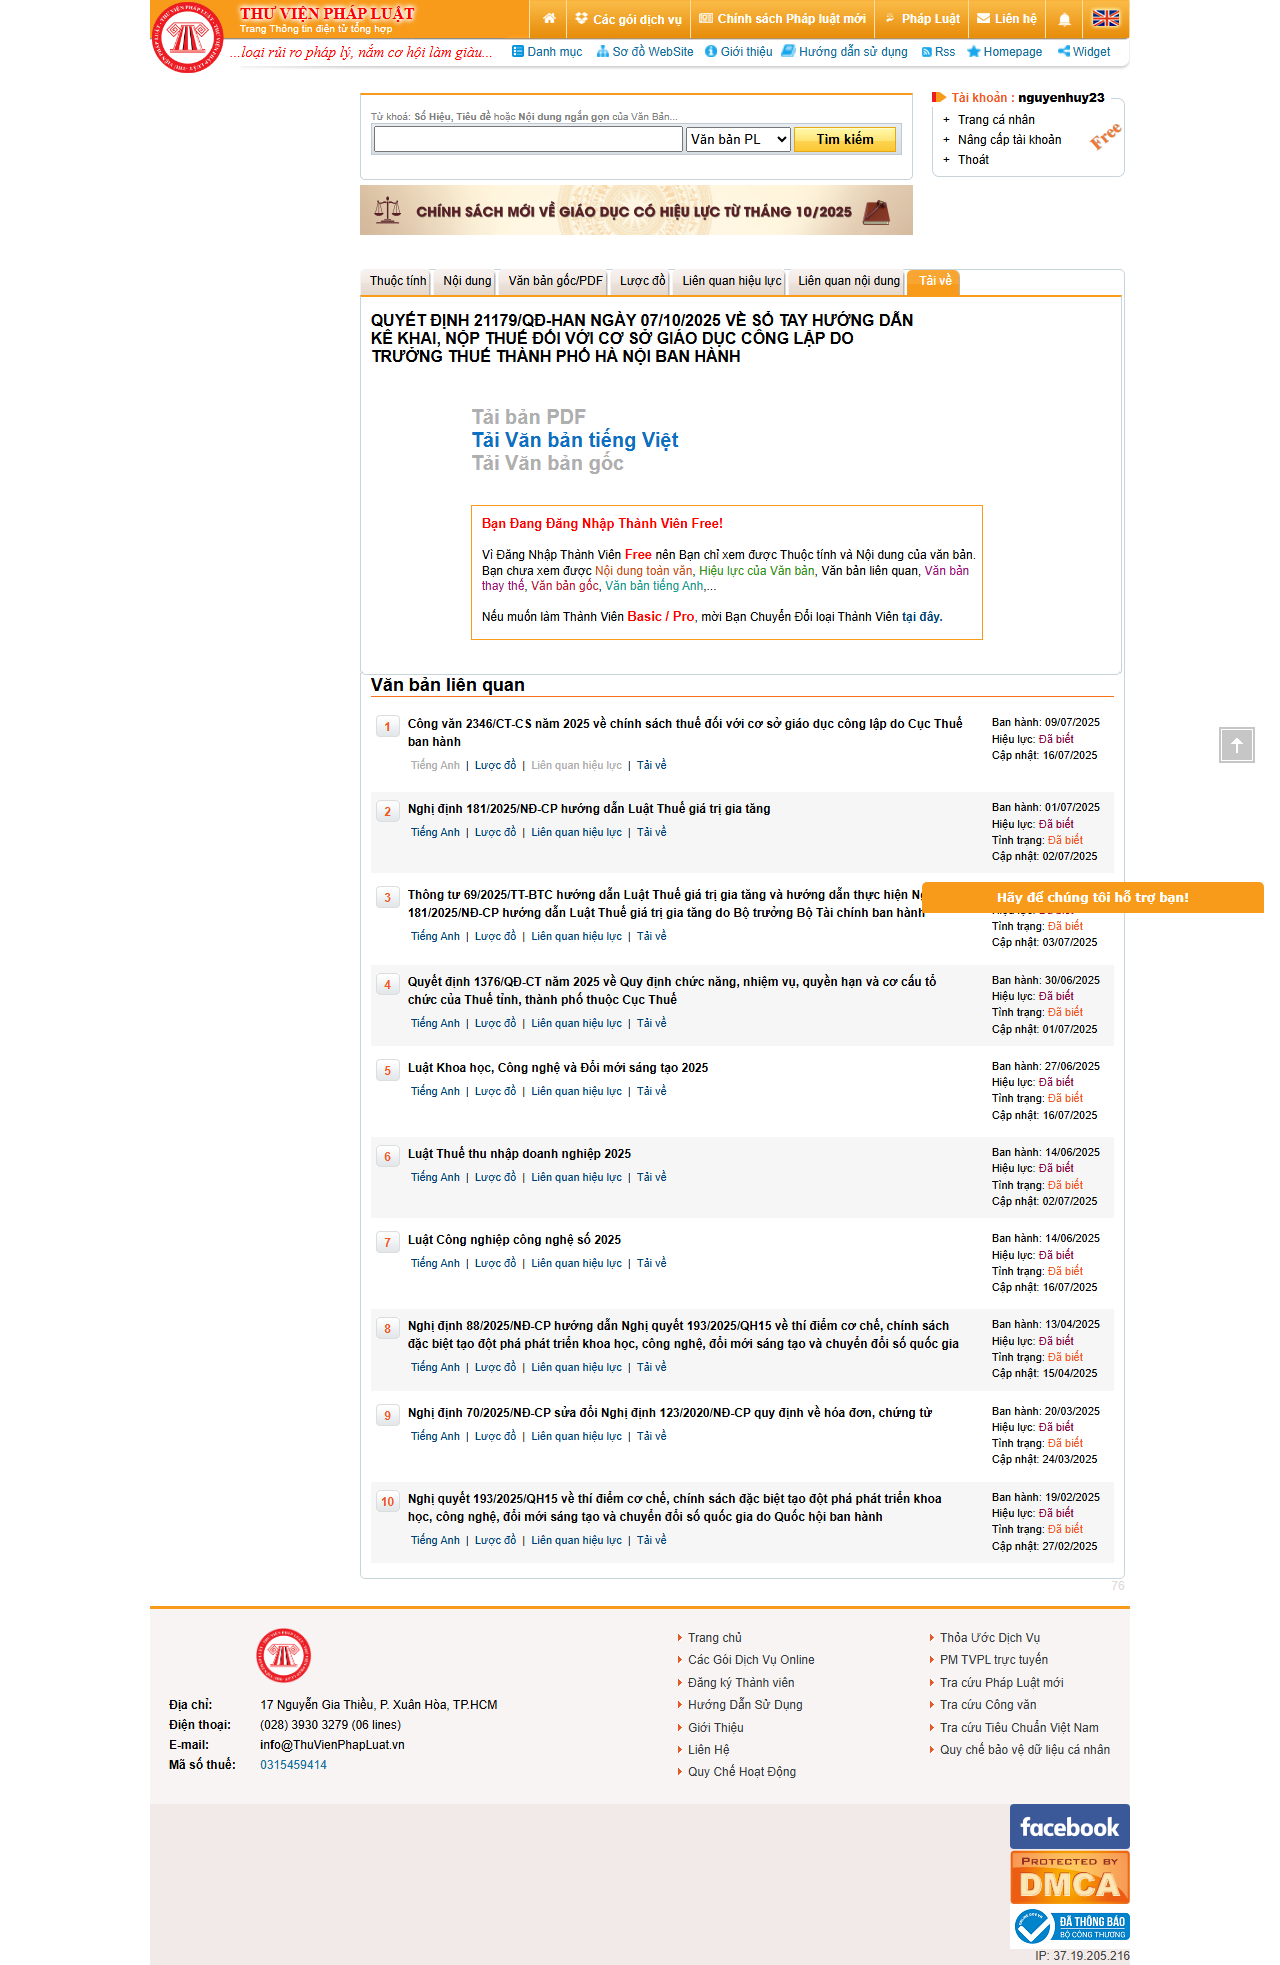 THƯ VIỆN PHÁP LUẬT
Trang Thông tin điện tử tổng hợp
Các gói dịch vụ
Chính sách Pháp luật mới
Pháp Luật
Liên hệ
...loại rủi ro pháp lý, nắm cơ hội làm giàu...
Danh mục
Sơ đồ WebSite
Giới thiệu
Hướng dẫn sử dụng
Rss
Homepage
Widget
Từ khoá: Số Hiệu, Tiêu đề hoặc Nội dung ngắn gọn của Văn Bản...
Văn bản PL
Tìm kiếm
Tài khoản : nguyenhuy23
+ Trang cá nhân
+ Nâng cấp tài khoản
+ Thoát
Free
CHÍNH SÁCH MỚI VỀ GIÁO DỤC CÓ HIỆU LỰC TỪ THÁNG 10/2025
Thuộc tính
Nội dung
Văn bản gốc/PDF
Lược đồ
Liên quan hiệu lực
Liên quan nội dung
Tải về
QUYẾT ĐỊNH 21179/QĐ-HAN NGÀY 07/10/2025 VỀ SỔ TAY HƯỚNG DẪN
KÊ KHAI, NỘP THUẾ ĐỐI VỚI CƠ SỞ GIÁO DỤC CÔNG LẬP DO
TRƯỞNG THUẾ THÀNH PHỐ HÀ NỘI BAN HÀNH
Tải bản PDF
Tải Văn bản tiếng Việt
Tải Văn bản gốc
Bạn Đang Đăng Nhập Thành Viên Free!
Vì Đăng Nhập Thành Viên Free nên Bạn chỉ xem được Thuộc tính và Nội dung của văn bản.
Bạn chưa xem được Nội dung toàn văn, Hiệu lực của Văn bản, Văn bản liên quan, Văn bản
thay thế, Văn bản gốc, Văn bản tiếng Anh,...
Nếu muốn làm Thành Viên Basic / Pro, mời Bạn Chuyển Đổi loại Thành Viên tại đây.
Văn bản liên quan
1
Công văn 2346/CT-CS năm 2025 về chính sách thuế đối với cơ sở giáo dục công lập do Cục Thuế
ban hành
Tiếng Anh | Lược đồ | Liên quan hiệu lực | Tải về
Ban hành: 09/07/2025
Hiệu lực: Đã biết
Cập nhật: 16/07/2025
2
Nghị định 181/2025/NĐ-CP hướng dẫn Luật Thuế giá trị gia tăng
Tiếng Anh | Lược đồ | Liên quan hiệu lực | Tải về
Ban hành: 01/07/2025
Hiệu lực: Đã biết
Tình trạng: Đã biết
Cập nhật: 02/07/2025
3
Thông tư 69/2025/TT-BTC hướng dẫn Luật Thuế giá trị gia tăng và hướng dẫn thực hiện
181/2025/NĐ-CP hướng dẫn Luật Thuế giá trị gia tăng do Bộ trưởng Bộ Tài chính ban hành
Tiếng Anh | Lược đồ | Liên quan hiệu lực | Tải về
Hãy để chúng tôi hỗ trợ bạn!
Tình trạng: Đã biết
Cập nhật: 03/07/2025
4
Quyết định 1376/QĐ-CT năm 2025 về Quy định chức năng, nhiệm vụ, quyền hạn và cơ cấu tổ
chức của Thuế tỉnh, thành phố thuộc Cục Thuế
Tiếng Anh | Lược đồ | Liên quan hiệu lực | Tải về
Ban hành: 30/06/2025
Hiệu lực: Đã biết
Tình trạng: Đã biết
Cập nhật: 01/07/2025
5
Luật Khoa học, Công nghệ và Đổi mới sáng tạo 2025
Tiếng Anh | Lược đồ | Liên quan hiệu lực | Tải về
Ban hành: 27/06/2025
Hiệu lực: Đã biết
Tình trạng: Đã biết
Cập nhật: 16/07/2025
6
Luật Thuế thu nhập doanh nghiệp 2025
Tiếng Anh | Lược đồ | Liên quan hiệu lực | Tải về
Ban hành: 14/06/2025
Hiệu lực: Đã biết
Tình trạng: Đã biết
Cập nhật: 02/07/2025
7
Luật Công nghiệp công nghệ số 2025
Tiếng Anh | Lược đồ | Liên quan hiệu lực | Tải về
Ban hành: 14/06/2025
Hiệu lực: Đã biết
Tình trạng: Đã biết
Cập nhật: 16/07/2025
8
Nghị định 88/2025/NĐ-CP hướng dẫn Nghị quyết 193/2025/QH15 về thí điểm cơ chế, chính sách
đặc biệt tạo đột phá phát triển khoa học, công nghệ, đổi mới sáng tạo và chuyển đổi số quốc gia
Tiếng Anh | Lược đồ | Liên quan hiệu lực | Tải về
Ban hành: 13/04/2025
Hiệu lực: Đã biết
Tình trạng: Đã biết
Cập nhật: 15/04/2025
9
Nghị định 70/2025/NĐ-CP sửa đổi Nghị định 123/2020/NĐ-CP quy định về hóa đơn, chứng từ
Tiếng Anh | Lược đồ | Liên quan hiệu lực | Tải về
Ban hành: 20/03/2025
Hiệu lực: Đã biết
Tình trạng: Đã biết
Cập nhật: 24/03/2025
10
Nghị quyết 193/2025/QH15 về thí điểm cơ chế, chính sách đặc biệt tạo đột phá phát triển khoa
học, công nghệ, đổi mới sáng tạo và chuyển đổi số quốc gia do Quốc hội ban hành
Tiếng Anh | Lược đồ | Liên quan hiệu lực | Tải về
Ban hành: 19/02/2025
Hiệu lực: Đã biết
Tình trạng: Đã biết
Cập nhật: 27/02/2025
76
Địa chỉ: 17 Nguyễn Gia Thiều, P. Xuân Hòa, TP.HCM
Điện thoại: (028) 3930 3279 (06 lines)
E-mail: info@ThuVienPhapLuat.vn
Mã số thuế: 0315459414
Trang chủ
Các Gói Dịch Vụ Online
Đăng ký Thành viên
Hướng Dẫn Sử Dụng
Giới Thiệu
Liên Hệ
Quy Chế Hoạt Động
Thỏa Ước Dịch Vụ
PM TVPL trực tuyến
Tra cứu Pháp Luật mới
Tra cứu Công văn
Tra cứu Tiêu Chuẩn Việt Nam
Quy chế bảo vệ dữ liệu cá nhân
facebook
PROTECTED BY
DMCA
ĐÃ THÔNG BÁO
BỘ CÔNG THƯƠNG
IP: 37.19.205.216